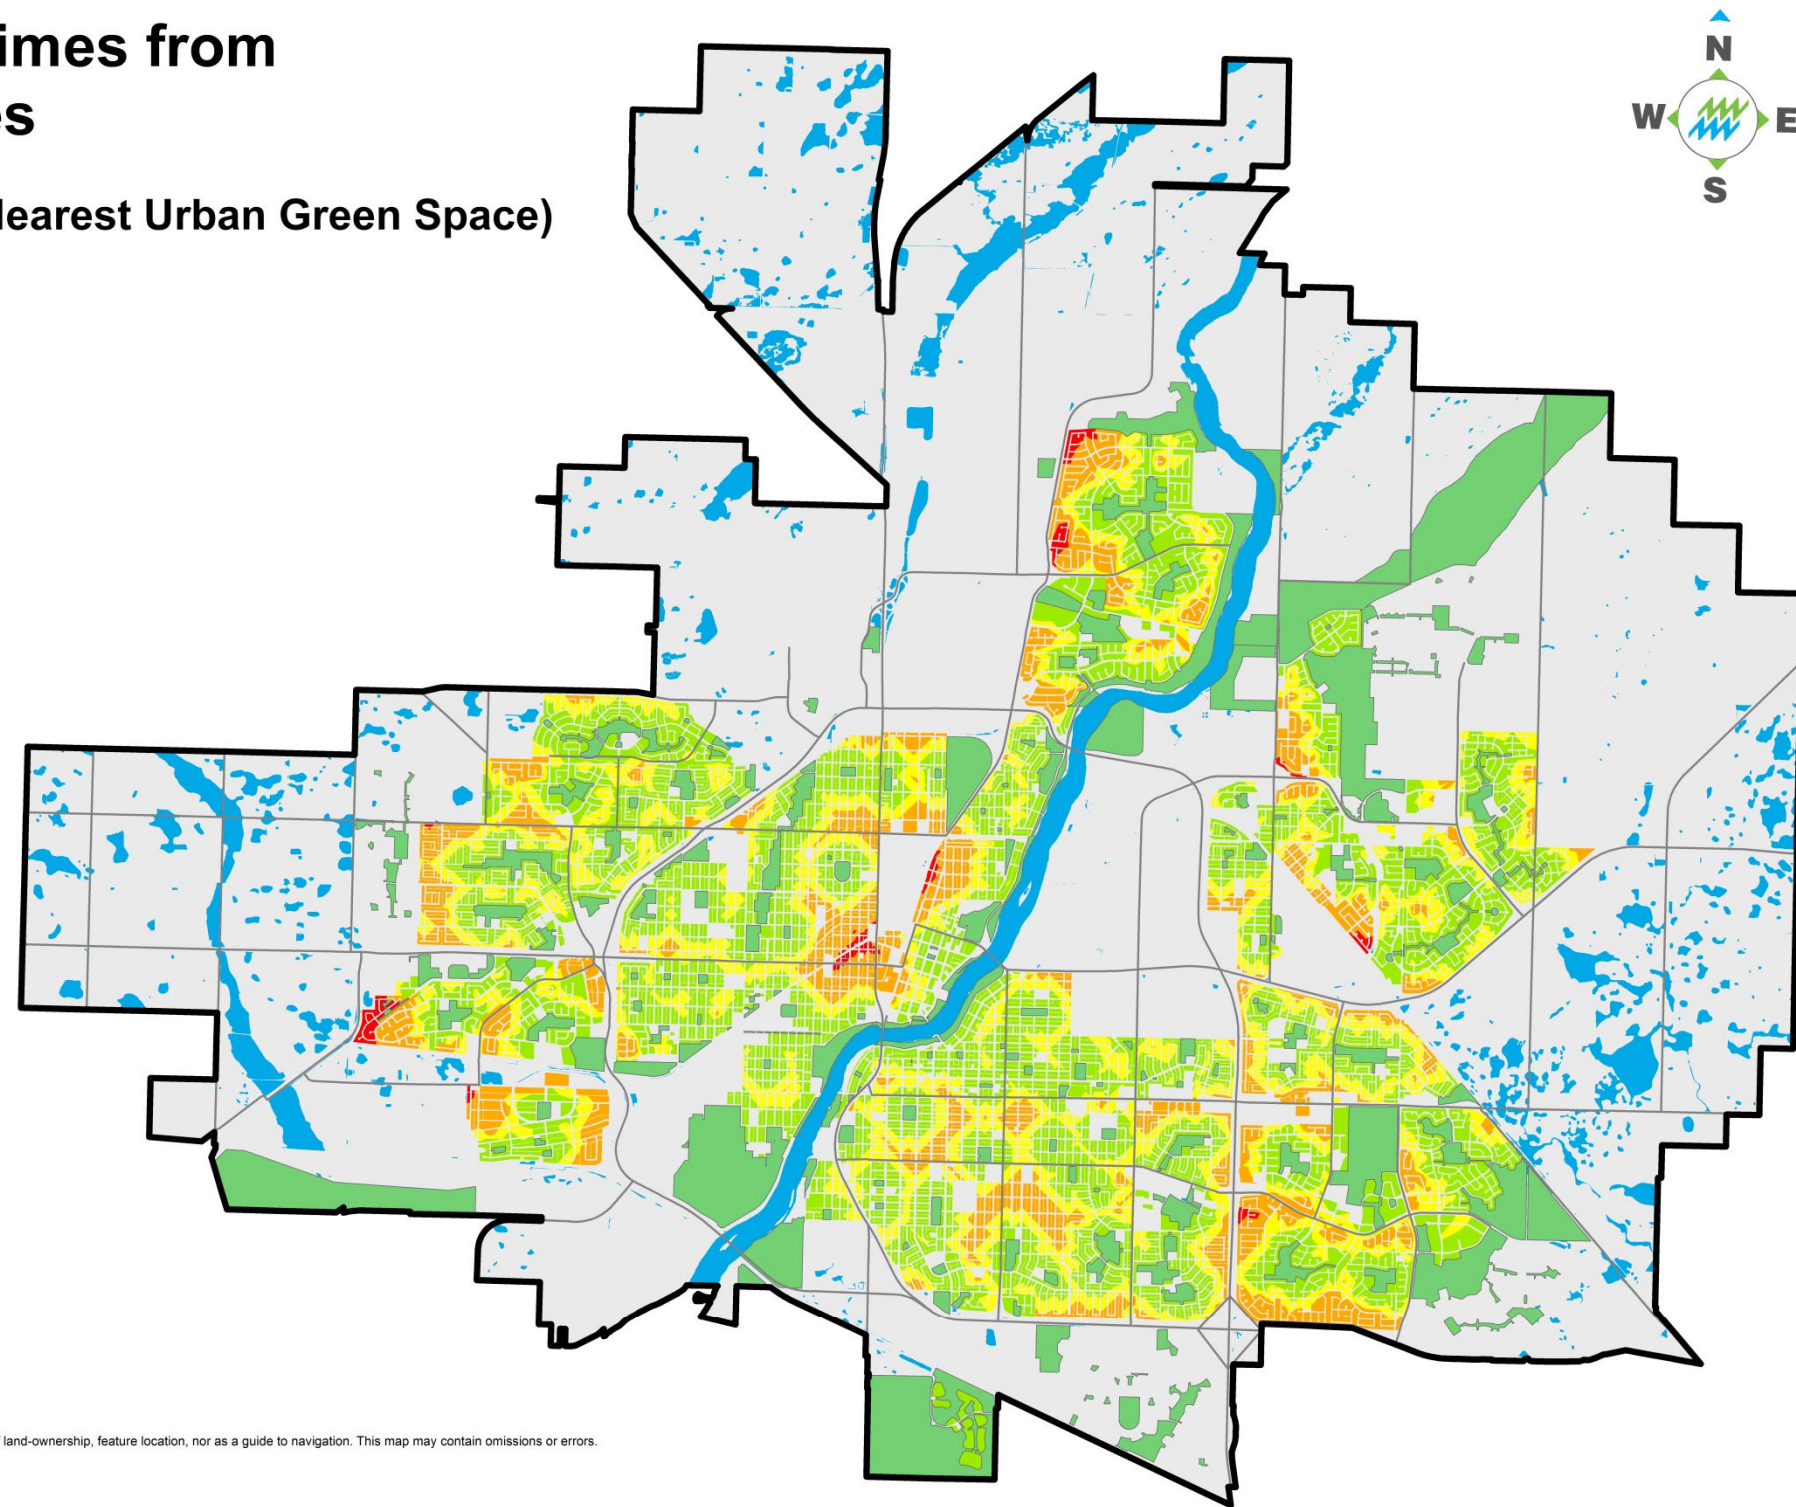 imes from
es
learest Urban Green Space)
N
W
E
S
land-ownership, feature location, nor as a guide to navigation. This map may contain omissions or errors.